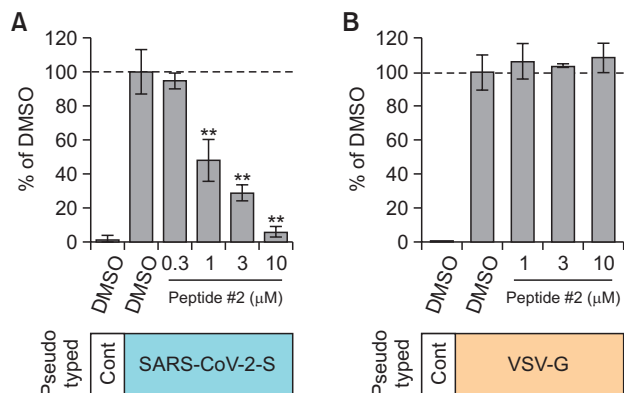 A
% of DMSO
120
100
80
60
40
20
0
**
**
**
DMSO
DMSO
0.3
1
3
10
Peptide #2 (μM)
Pseudo
typed
Cont
SARS-CoV-2-S
B
% of DMSO
120
100
80
60
40
20
0
DMSO
DMSO
1
3
10
Peptide #2 (μM)
Pseudo
typed
Cont
VSV-G